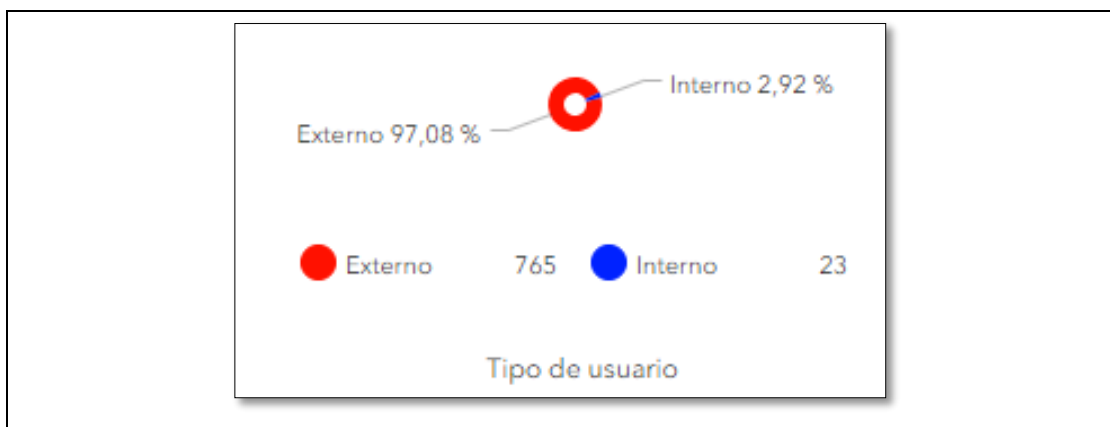 Interno 2,92 %
Externo 97,08 %
Externo 765 Interno 23
Tipo de usuario